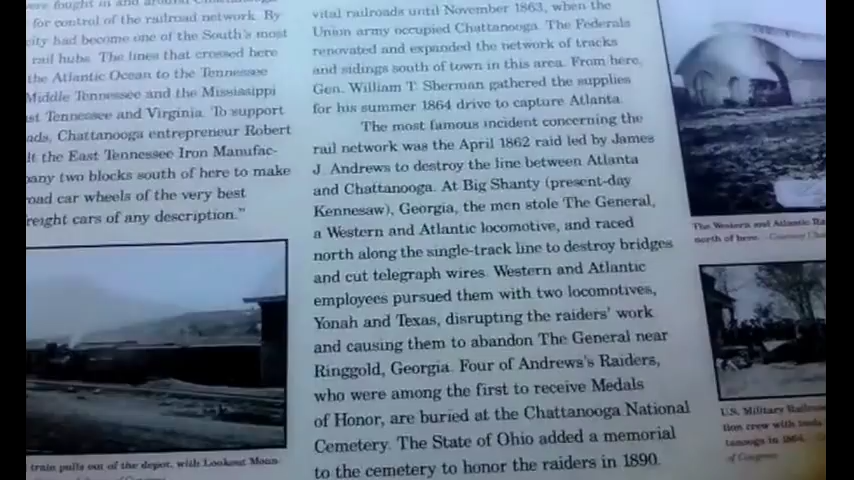 were fought in and around Chattanooga
for control of the railroad network. By
city had become one of the South's most
rail hubs. The lines that crossed here
the Atlantic Ocean to the Tennessee
Middle Tennessee and the Mississippi
st Tennessee and Virginia. To support
ads, Chattanooga entrepreneur Robert
lt the East Tennessee Iron Manufac-
any two blocks south of here to make
oad car wheels of the very best
reight cars of any description."
train pulls out of the depot, with Lookout Moun-
vital railroads until November 1863, when the
Union army occupied Chattanooga. The Federals
renovated and expanded the network of tracks
and sidings south of town in this area. From here,
Gen. William T. Sherman gathered the supplies
for his summer 1864 drive to capture Atlanta.
The most famous incident concerning the
rail network was the April 1862 raid led by James
J. Andrews to destroy the line between Atlanta
and Chattanooga. At Big Shanty (present-day
Kennesaw), Georgia, the men stole The General,
a Western and Atlantic locomotive, and raced
north along the single-track line to destroy bridges
and cut telegraph wires. Western and Atlantic
employees pursued them with two locomotives,
Yonah and Texas, disrupting the raiders' work
and causing them to abandon The General near
Ringgold, Georgia. Four of Andrews's Raiders,
who were among the first to receive Medals
of Honor, are buried at the Chattanooga National
Cemetery. The State of Ohio added a memorial
to the cemetery to honor the raiders in 1890.
The Western and Atlantic Ra
north of here.
U.S. Military Railroa
tion crew with tools
tanooga in 1864.
of Congress